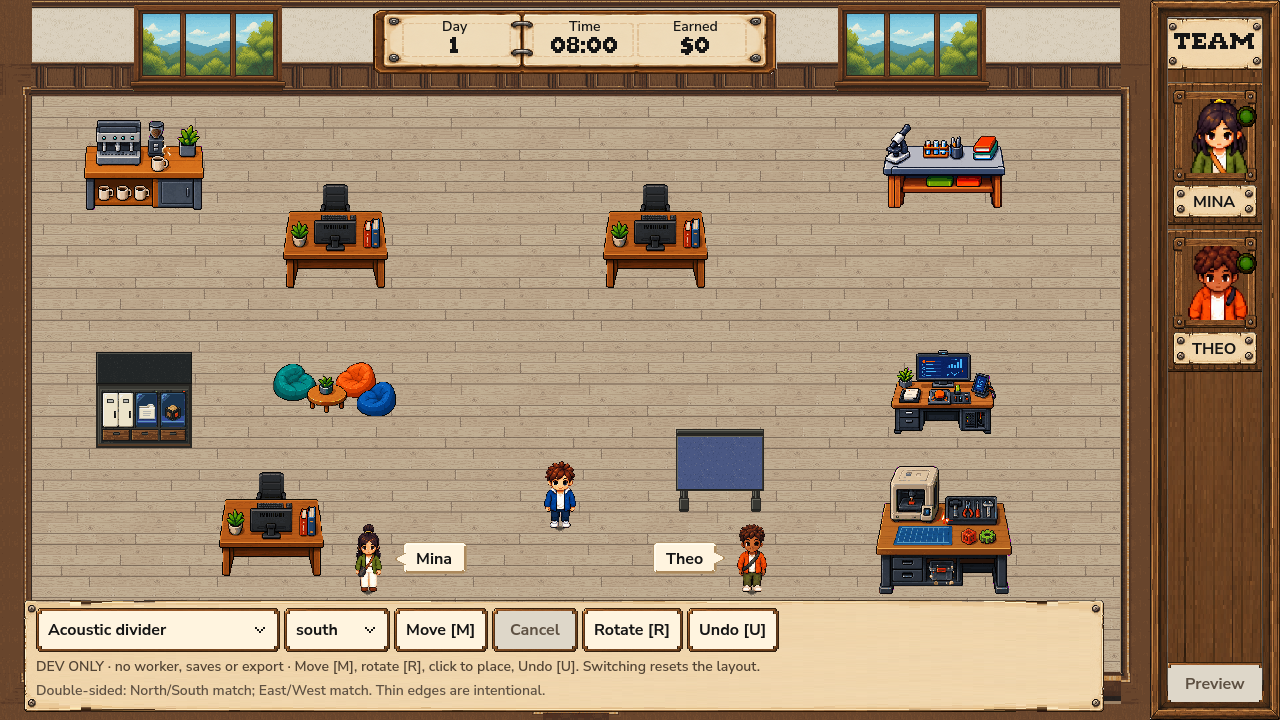 Day
1
Time
08:00
Earned
$0
TEAM
MINA
THEO
Mina
Theo
Acoustic divider
south
Move [M]
Cancel
Rotate [R]
Undo [U]
DEV ONLY · no worker, saves or export · Move [M], rotate [R], click to place, Undo [U]. Switching resets the layout.
Double-sided: North/South match; East/West match. Thin edges are intentional.
Preview